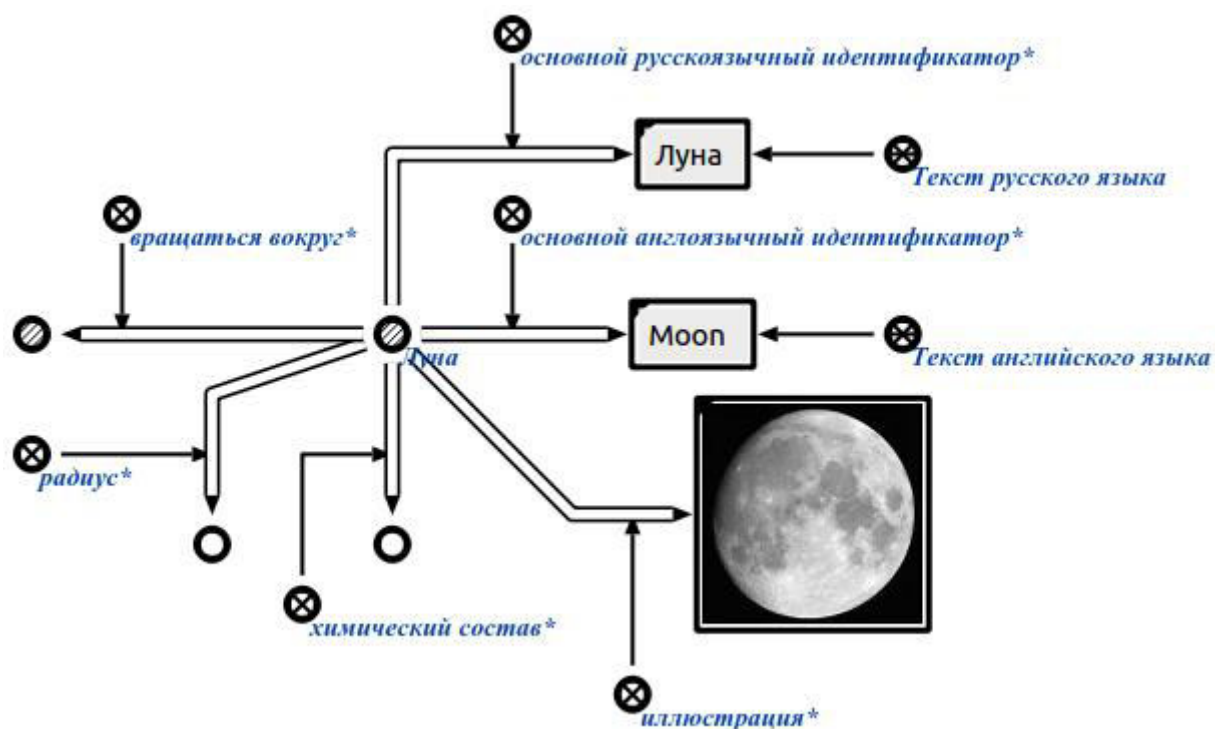 основной русскоязычный идентификатор*
Луна
Текст русского языка
вращаться вокруг*
основной англоязычный идентификатор*
Moon
Луна
Текст английского языка
радиус*
химический состав*
иллюстрация*